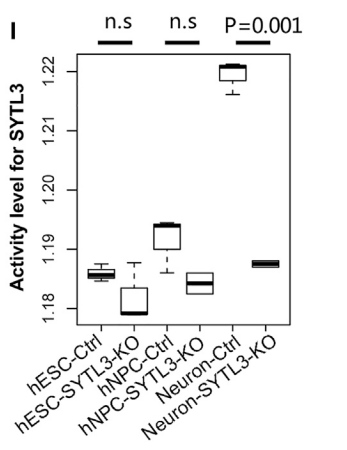 I
n.s
n.s
P=0.001
Activity level for SYTL3
1.22
1.21
1.20
1.19
1.18
hESC-Ctrl
hESC-SYTL3-KO
hNPC-Ctrl
hNPC-SYTL3-KO
Neuron-Ctrl
Neuron-SYTL3-KO